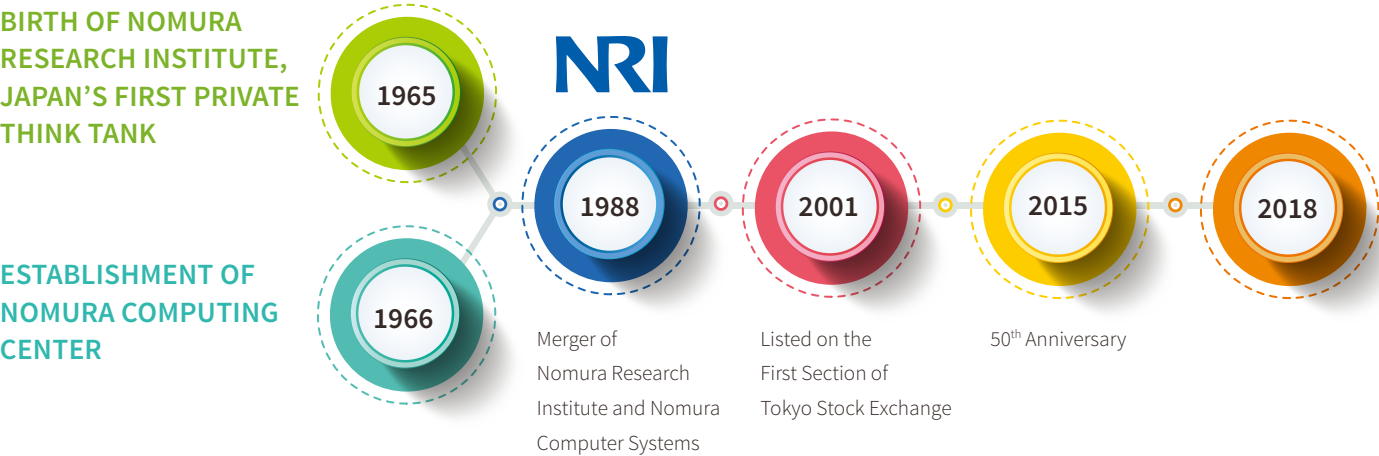 BIRTH OF NOMURA
RESEARCH INSTITUTE,
JAPAN’S FIRST PRIVATE
THINK TANK
1965
ESTABLISHMENT OF
NOMURA COMPUTING
CENTER
1966
NRI
1988
Merger of
Nomura Research
Institute and Nomura
Computer Systems
2001
Listed on the
First Section of
Tokyo Stock Exchange
2015
50th Anniversary
2018